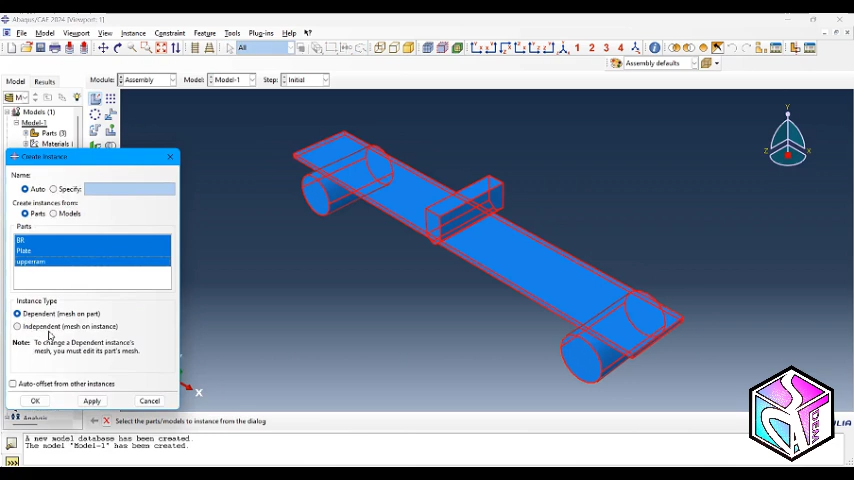 Abaqus/CAE 2024 [Viewport: 1]
File Model Viewport View Instance Constraint Feature Tools Plug-ins Help
All
1 2 3 4
Assembly defaults
Model Results
Module: Assembly Model: Model-1 Step: Initial
Models (1)
Model-1
Parts (3)
Materials
Create Instance
Name:
Auto Specify:
Create instances from:
Parts Models
Parts
BR
Plate
upperram
Instance Type
Dependent (mesh on part)
Independent (mesh on instance)
Note: To change a Dependent instance's
mesh, you must edit its part's mesh.
Auto-offset from other instances
OK Apply Cancel
Analysis
Y
Z X
X
Select the parts/models to instance from the dialog
A new model database has been created.
The model "Model-1" has been created.